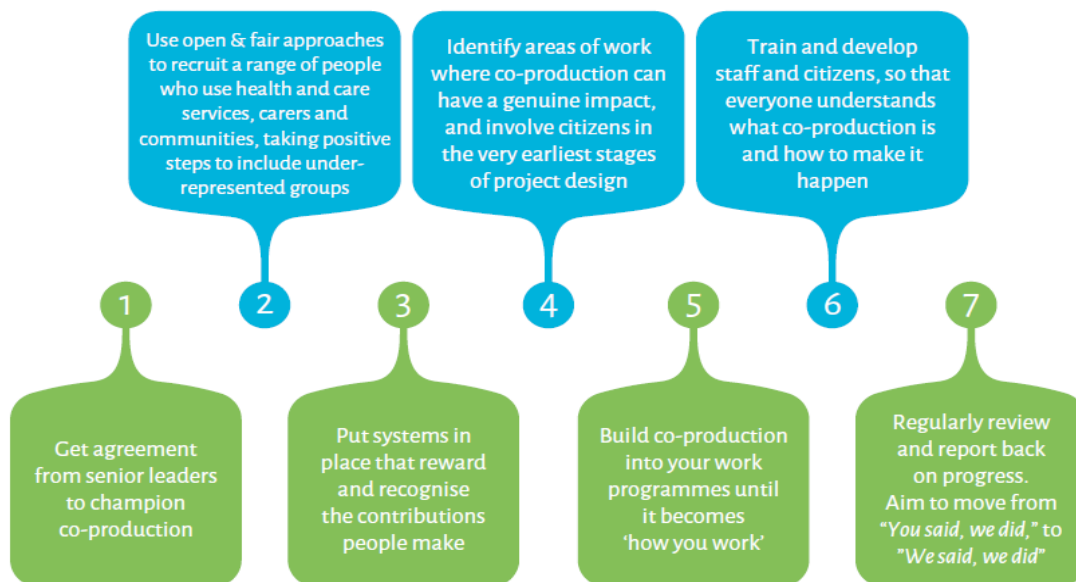 1
Get agreement
from senior leaders
to champion
co-production
2
Use open & fair approaches
to recruit a range of people
who use health and care
services, carers and
communities, taking positive
steps to include under-
represented groups
3
Put systems in
place that reward
and recognise
the contributions
people make
4
Identify areas of work
where co-production can
have a genuine impact,
and involve citizens in
the very earliest stages
of project design
5
Build co-production
into your work
programmes until
it becomes
‘how you work’
6
Train and develop
staff and citizens, so that
everyone understands
what co-production is
and how to make it
happen
7
Regularly review
and report back
on progress.
Aim to move from
“You said, we did,” to
”We said, we did”